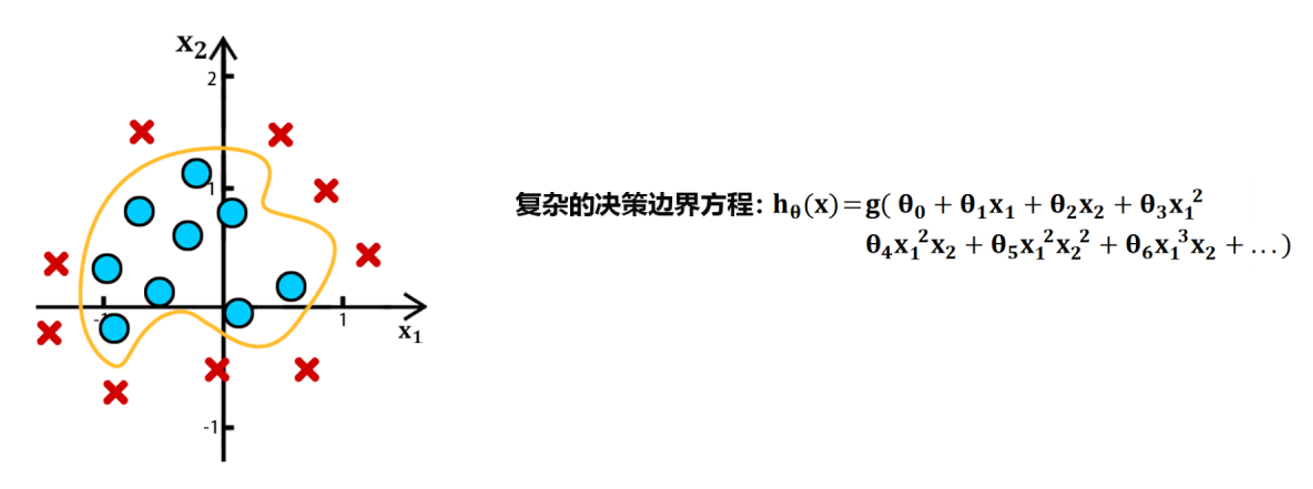 x₂
2
1
-1
1
x₁
-1
复杂的决策边界方程: h_θ(x)=g( θ₀ + θ₁x₁ + θ₂x₂ + θ₃x₁²
θ₄x₁²x₂ + θ₅x₁²x₂² + θ₆x₁³x₂ + …)